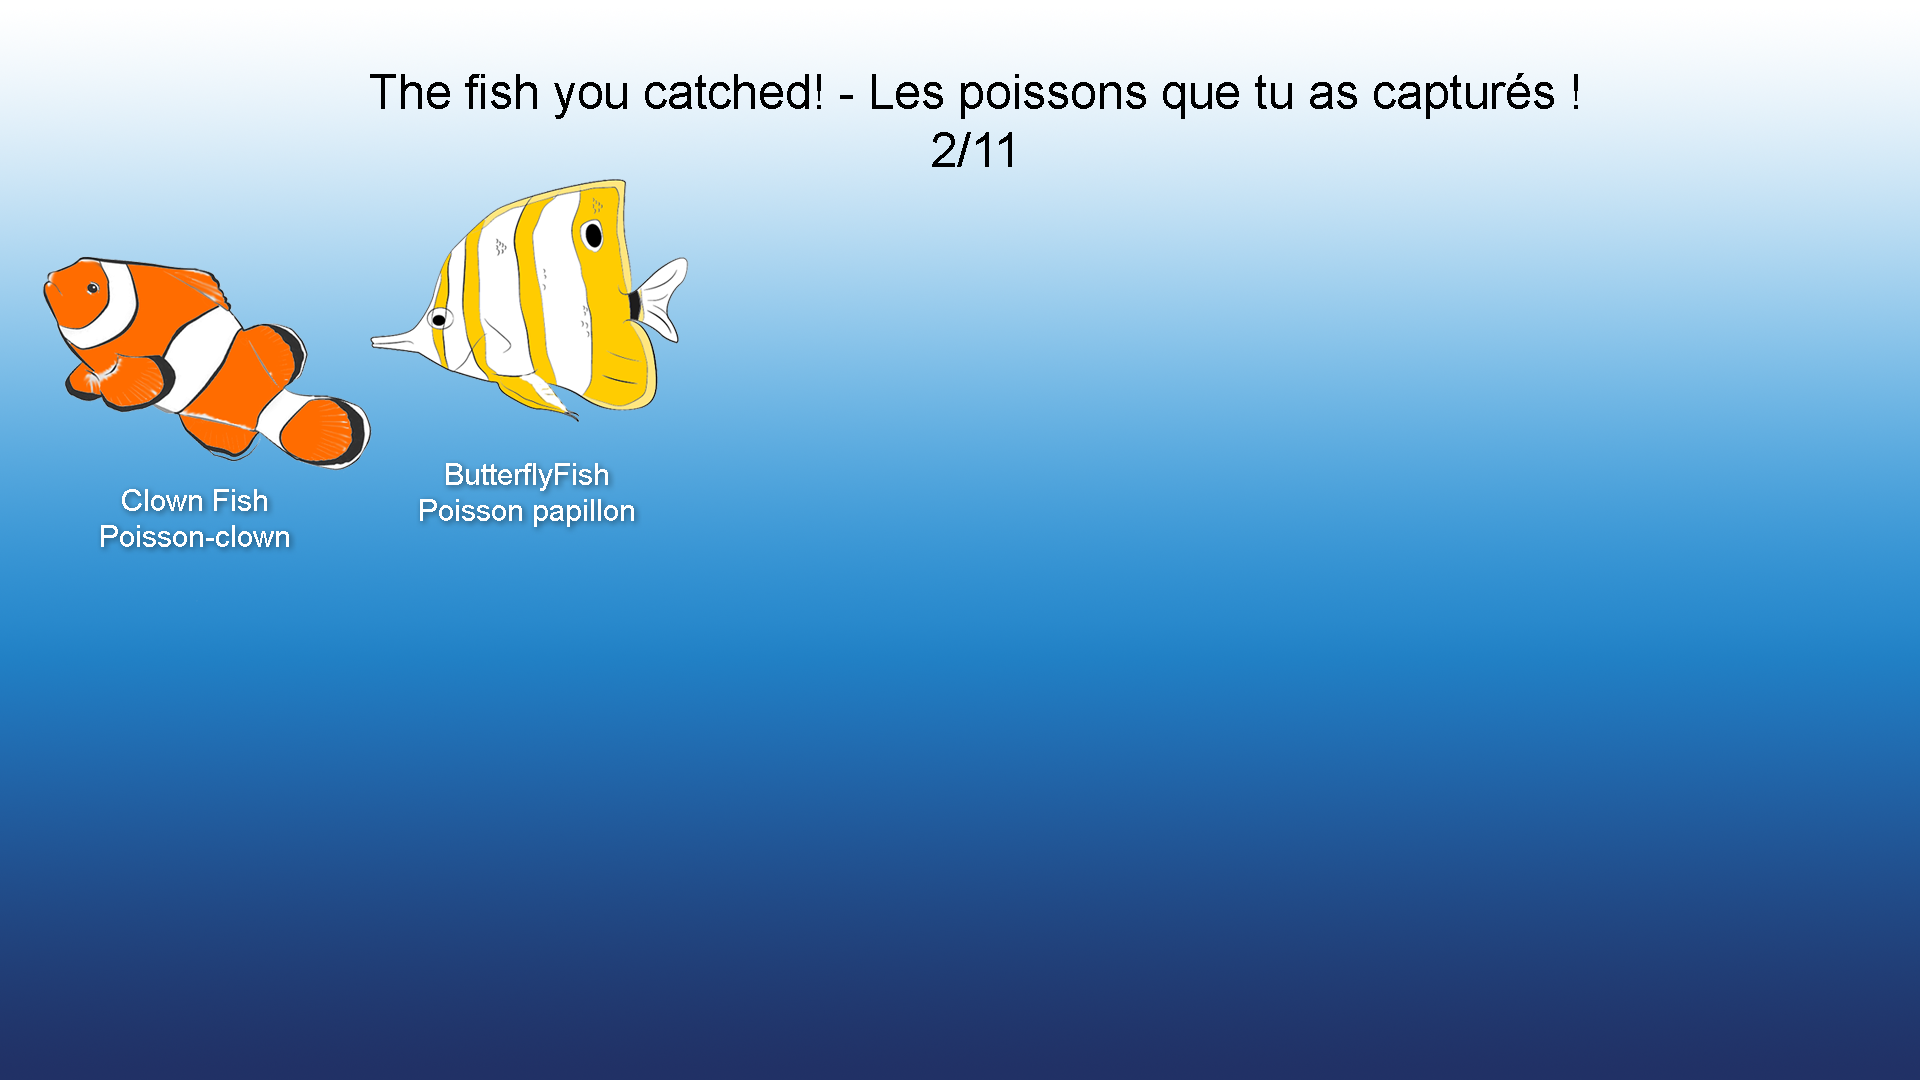 The fish you catched! - Les poissons que tu as capturés !
2/11
ButterflyFish
Poisson papillon
Clown Fish
Poisson-clown